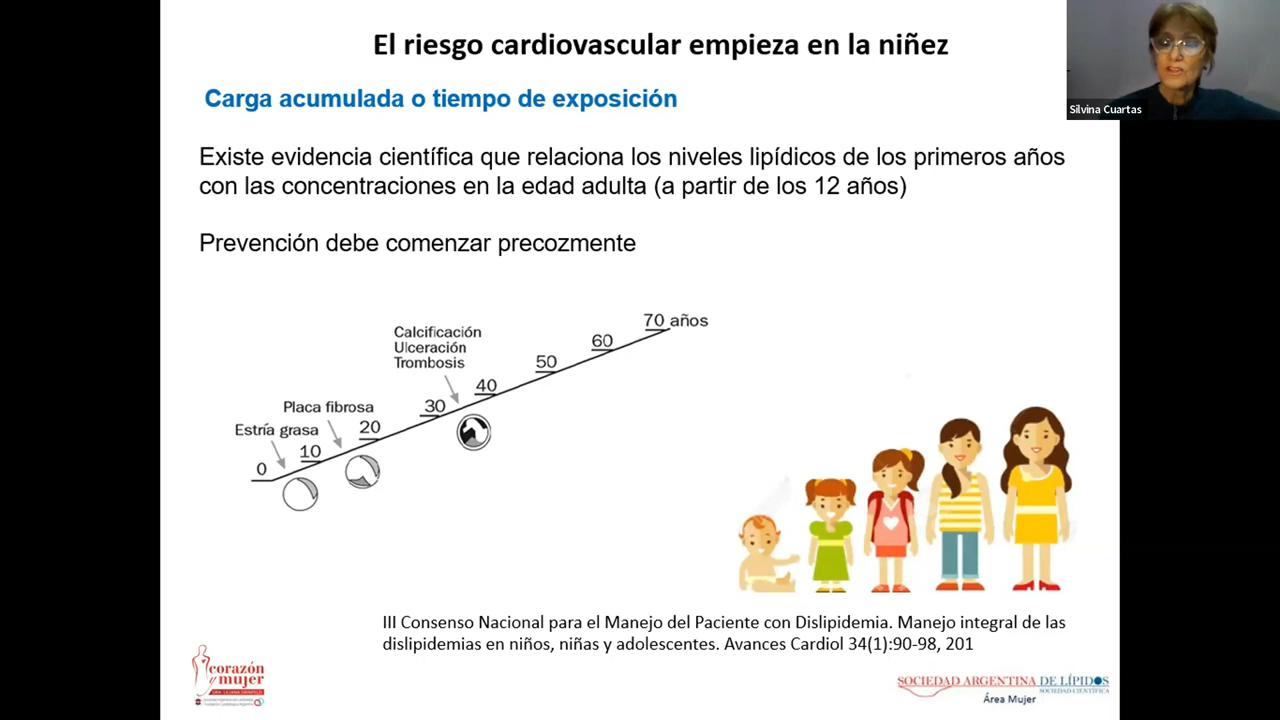 El riesgo cardiovascular empieza en la niñez
Silvina Cuartas
Carga acumulada o tiempo de exposición
Existe evidencia científica que relaciona los niveles lipídicos de los primeros años
con las concentraciones en la edad adulta (a partir de los 12 años)
Prevención debe comenzar precozmente
70 años
60
50
40
30
20
10
0
Calcificación
Ulceración
Trombosis
Placa fibrosa
Estría grasa
III Consenso Nacional para el Manejo del Paciente con Dislipidemia. Manejo integral de las
dislipidemias en niños, niñas y adolescentes. Avances Cardiol 34(1):90-98, 201
corazón
y mujer
SOCIEDAD ARGENTINA DE LÍPIDOS
SOCIEDAD CIENTÍFICA
Área Mujer